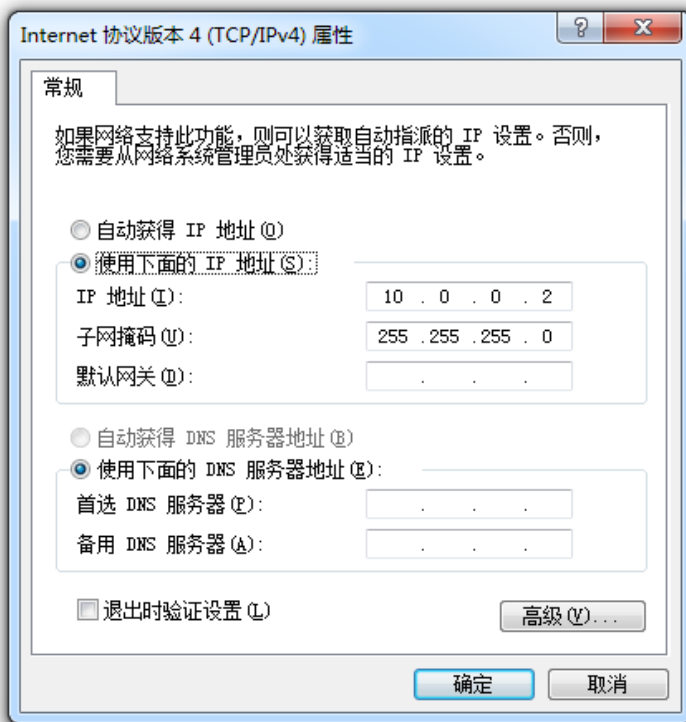 Internet 协议版本 4 (TCP/IPv4) 属性
常规
如果网络支持此功能，则可以获取自动指派的 IP 设置。否则，
您需要从网络系统管理员处获得适当的 IP 设置。
自动获得 IP 地址(O)
使用下面的 IP 地址(S):
IP 地址(I): 10 . 0 . 0 . 2
子网掩码(U): 255 .255 .255 . 0
默认网关(D): . . .
自动获得 DNS 服务器地址(B)
使用下面的 DNS 服务器地址(E):
首选 DNS 服务器(P): . . .
备用 DNS 服务器(A): . . .
退出时验证设置(L)
高级(V)...
确定 取消